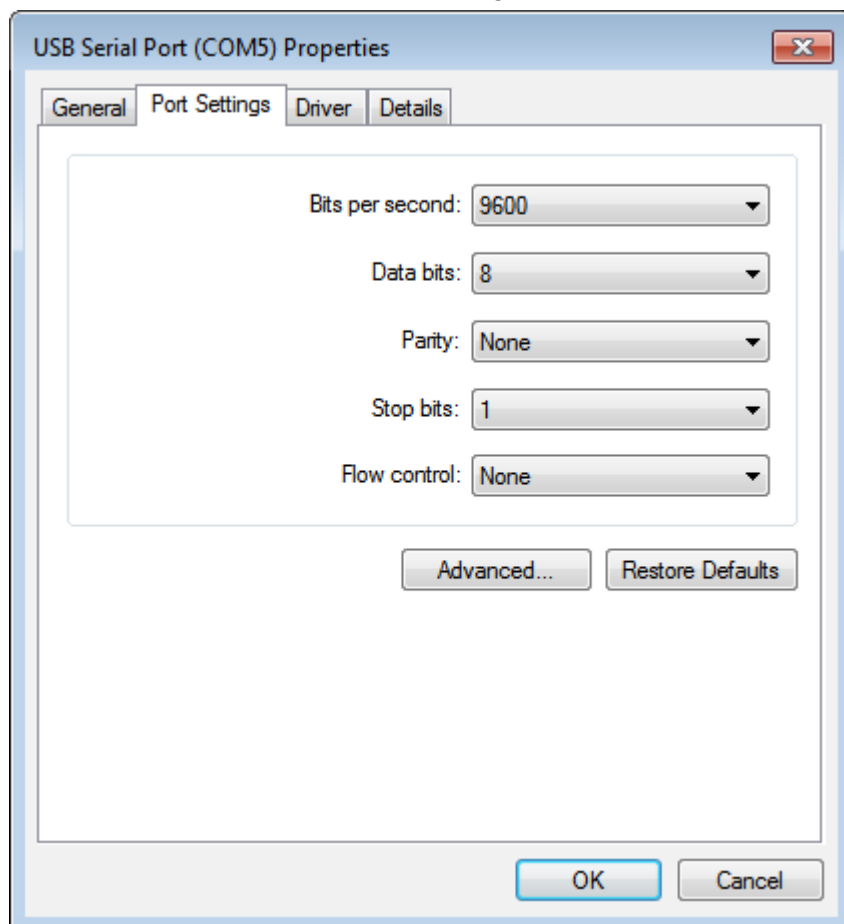 USB Serial Port (COM5) Properties
General Port Settings Driver Details
Bits per second: 9600
Data bits: 8
Parity: None
Stop bits: 1
Flow control: None
Advanced... Restore Defaults
OK Cancel